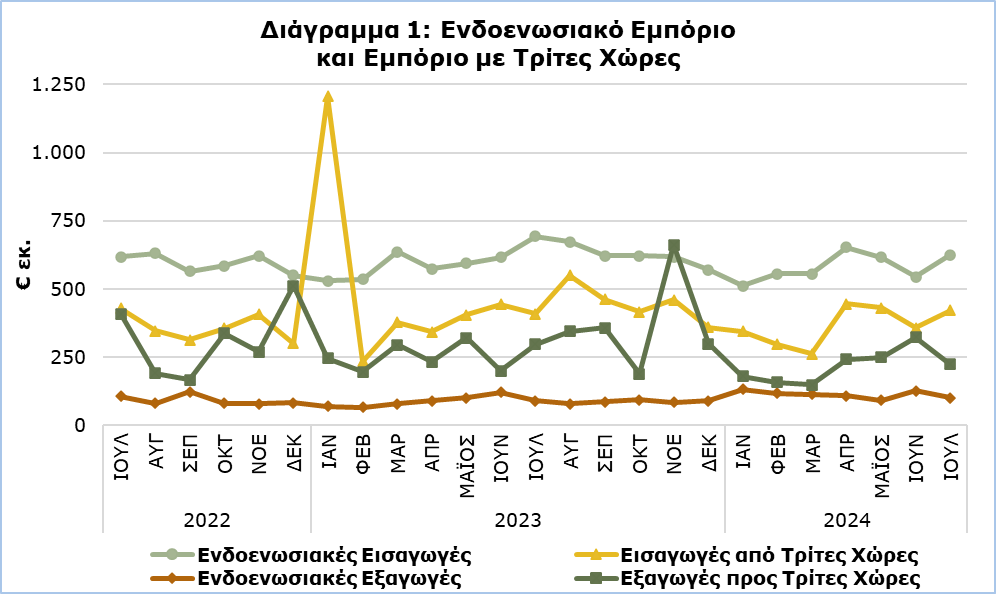 Διάγραμμα 1: Ενδοενωσιακό Εμπόριο
και Εμπόριο με Τρίτες Χώρες
€ εκ.
1.250
1.000
750
500
250
0
ΙΟΥΛ ΑΥΓ ΣΕΠ ΟΚΤ ΝΟΕ ΔΕΚ ΙΑΝ ΦΕΒ ΜΑΡ ΑΠΡ ΜΑΪΟΣ ΙΟΥΝ ΙΟΥΛ ΑΥΓ ΣΕΠ ΟΚΤ ΝΟΕ ΔΕΚ ΙΑΝ ΦΕΒ ΜΑΡ ΑΠΡ ΜΑΪΟΣ ΙΟΥΝ ΙΟΥΛ
2022 2023 2024
Ενδοενωσιακές Εισαγωγές Εισαγωγές από Τρίτες Χώρες
Ενδοενωσιακές Εξαγωγές Εξαγωγές προς Τρίτες Χώρες